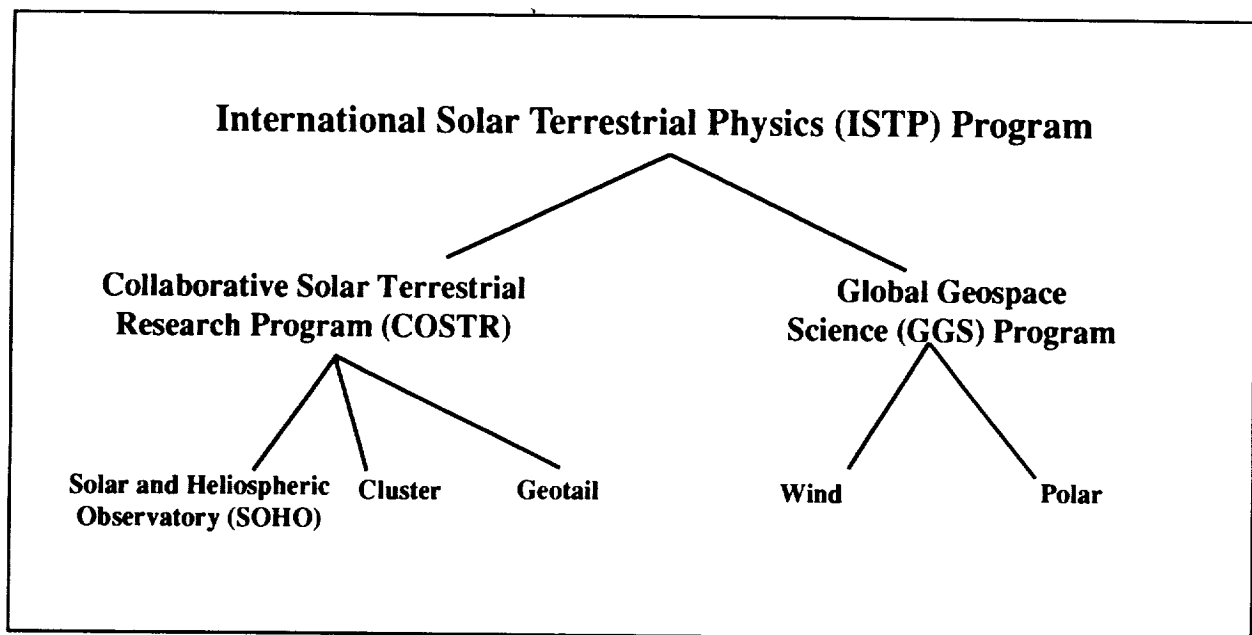 International Solar Terrestrial Physics (ISTP) Program
Collaborative Solar Terrestrial
Research Program (COSTR)
Global Geospace
Science (GGS) Program
Solar and Heliospheric
Observatory (SOHO)
Cluster
Geotail
Wind
Polar